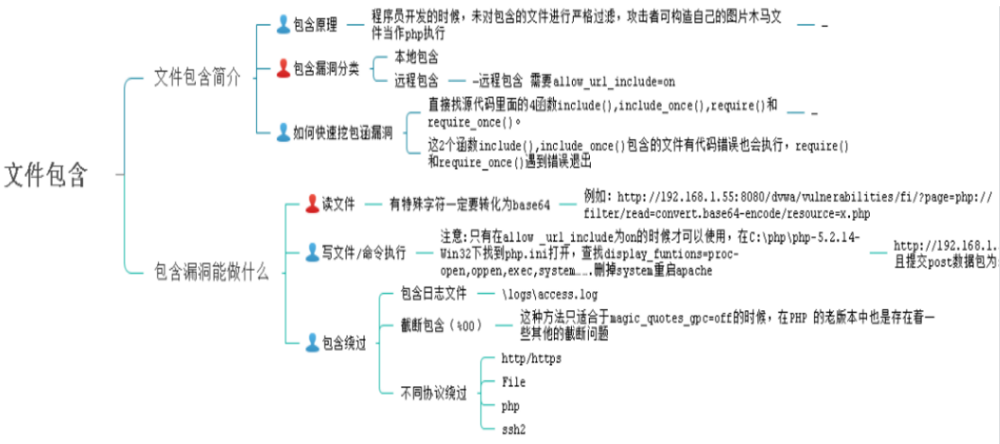 文件包含
文件包含简介
包含原理
程序员开发的时候，未对包含的文件进行严格过滤，攻击者可构造自己的图片木马文
件当作php执行
包含漏洞分类
本地包含
远程包含
-远程包含 需要allow_url_include=on
如何快速挖包涵漏洞
直接找源代码里面的4函数include(),include_once(),require()和
require_once()。
这2个涵数include(),include_once()包含的文件有代码错误也会执行，require()
和require_once()遇到错误退出
包含漏洞能做什么
读文件
有特殊字符一定要转化为base64
例如：http://192.168.1.55:8080/dvwa/vulnerabilities/fi/?page=php://
filter/read=convert.base64-encode/resource=x.php
写文件/命令执行
注意:只有在allow _url_include为on的时候才可以使用，在C:\php\php-5.2.14-
Win32下找到php.ini打开，查找display_funtions=proc-
open,oppen,exec,system…….删掉system重启apache
http://192.168.1.
且提交post数据包为
包含绕过
包含日志文件
\logs\access.log
截断包含（%00）
这种方法只适合于magic_quotes_gpc=off的时候，在PHP 的老版本中也是存在着一
些其他的截断问题
不同协议绕过
http/https
File
php
ssh2